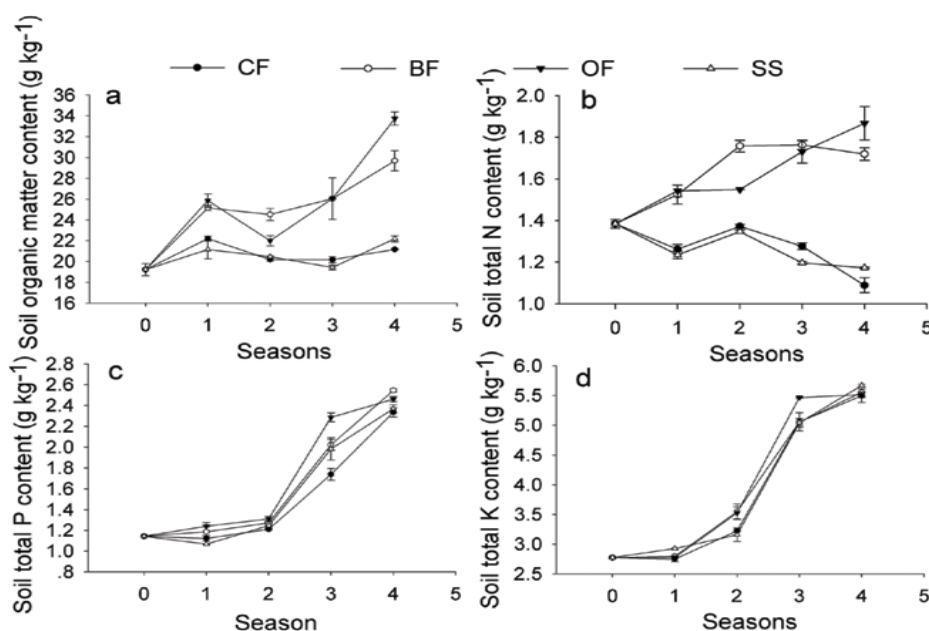 CF BF OF SS
a
Soil organic matter content (g kg-1)
36
34
32
30
28
26
24
22
20
18
16
0 1 2 3 4 5
Seasons
b
Soil total N content (g kg-1)
2.0
1.8
1.6
1.4
1.2
1.0
0 1 2 3 4 5
Seasons
c
Soil total P content (g kg-1)
2.8
2.6
2.4
2.2
2.0
1.8
1.6
1.4
1.2
1.0
.8
0 1 2 3 4 5
Season
d
Soil total K content (g kg-1)
6.0
5.5
5.0
4.5
4.0
3.5
3.0
2.5
0 1 2 3 4 5
Seasons